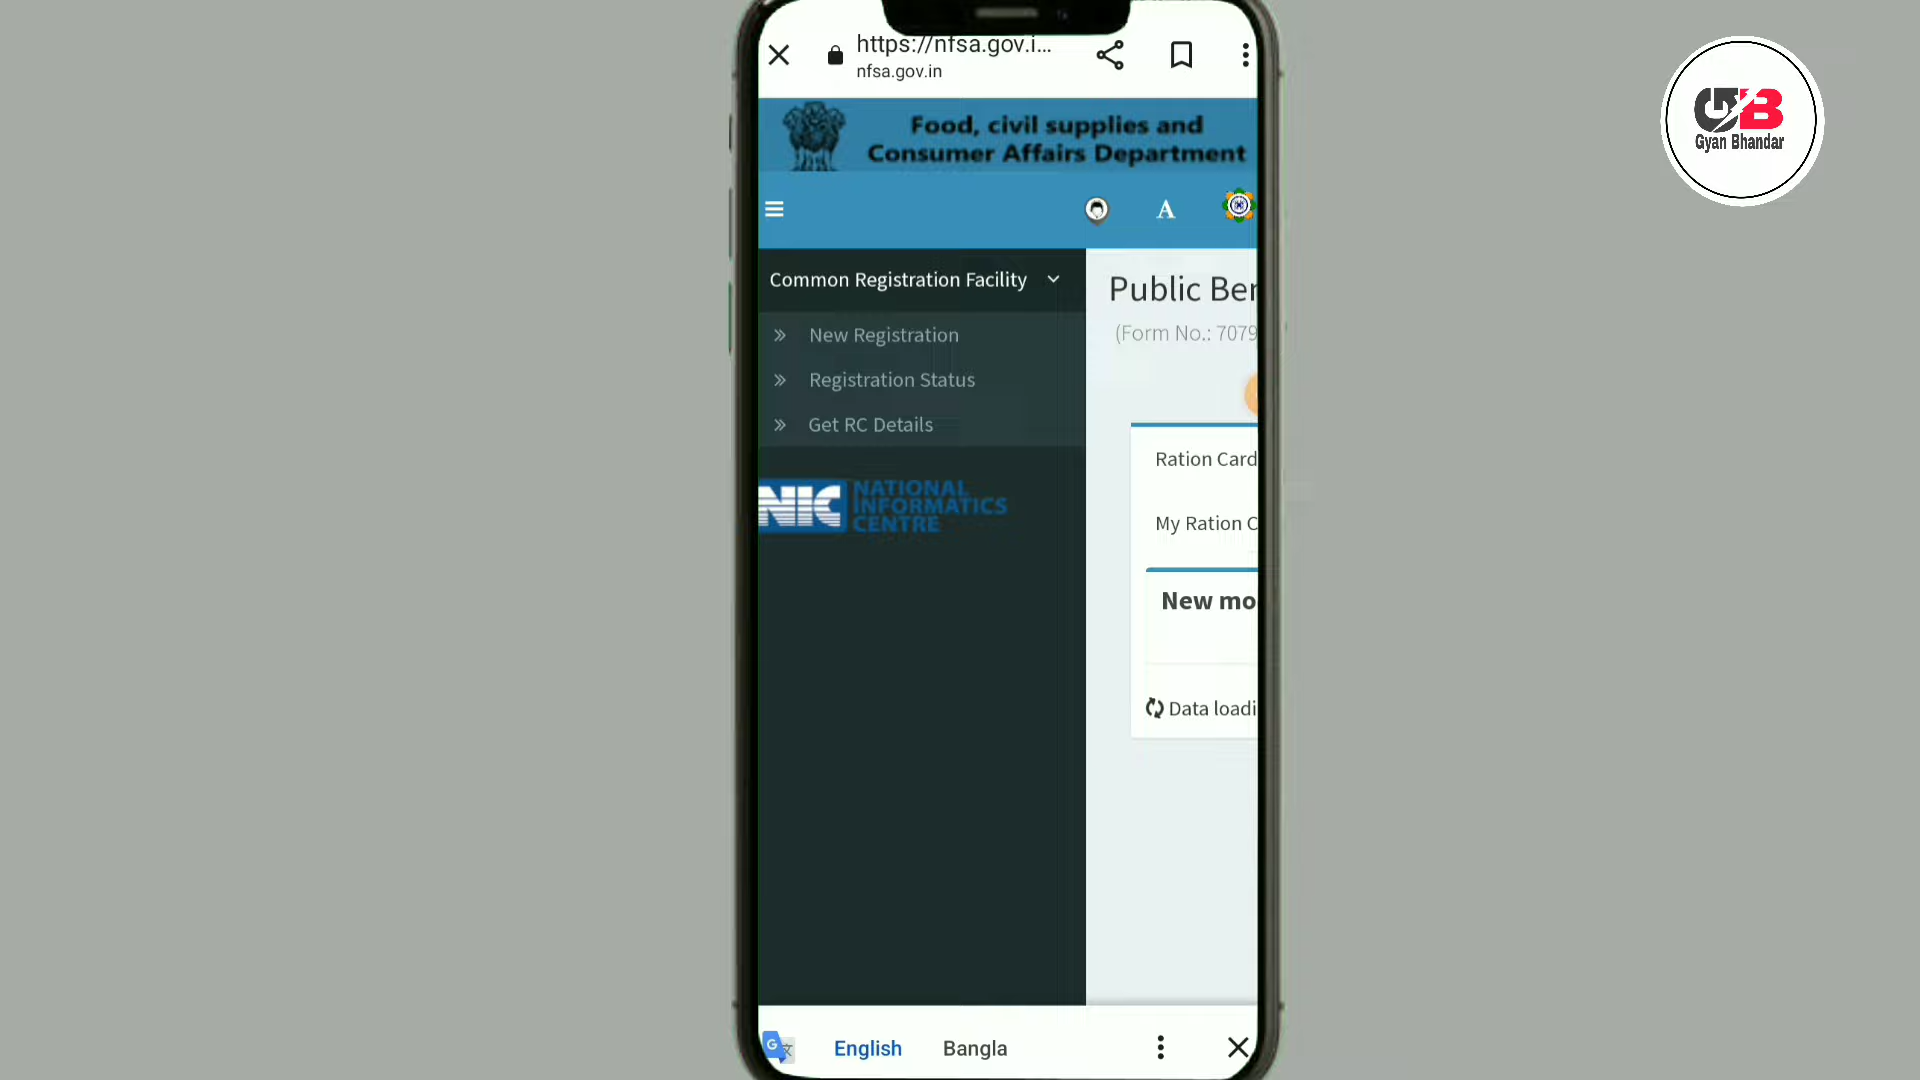 https://nfsa.gov.i...
nfsa.gov.in
Food, civil supplies and
Consumer Affairs Department
A
Common Registration Facility
New Registration
Registration Status
Get RC Details
NIC
NATIONAL
INFORMATICS
CENTRE
Public Ber
(Form No.: 7079
Ration Card
My Ration C
New mo
Data loadi
G
English
Bangla
GB
Gyan Bhandar